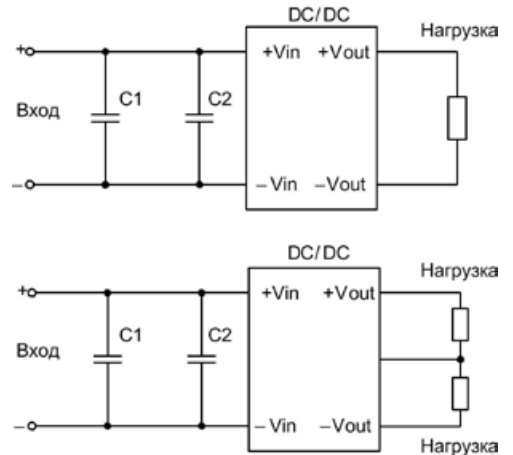 DC/DC
Нагрузка
+
+Vin +Vout
C1 C2
Вход
−
−Vin −Vout
DC/DC
Нагрузка
+
+Vin +Vout
C1 C2
Вход
−
−Vin −Vout
Нагрузка